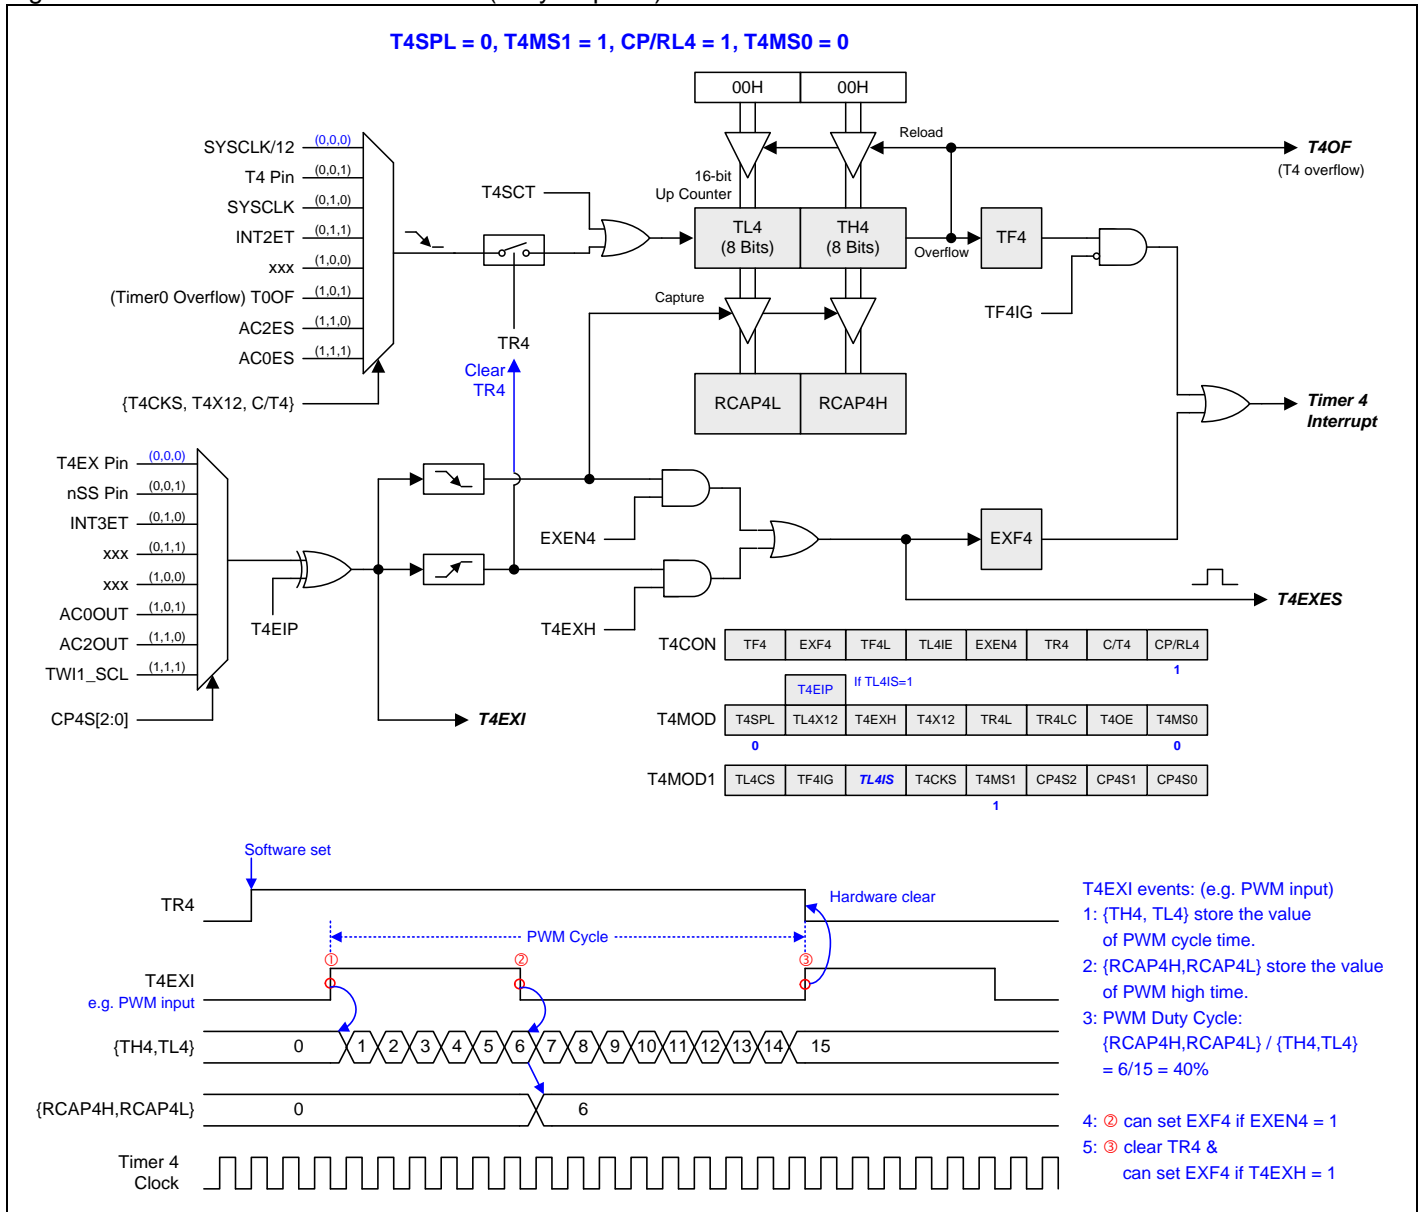 T4SPL = 0, T4MS1 = 1, CP/RL4 = 1, T4MS0 = 0
00H 00H
SYSCLK/12 (0,0,0)
T4 Pin (0,0,1)
SYSCLK (0,1,0)
INT2ET (0,1,1)
xxx (1,0,0)
(Timer0 Overflow) T0OF (1,0,1)
AC2ES (1,1,0)
AC0ES (1,1,1)
{T4CKS, T4X12, C/T4}
T4SCT
TR4
Clear
TR4
16-bit
Up Counter
Reload
T4OF
(T4 overflow)
TL4
(8 Bits)
TH4
(8 Bits)
Overflow
TF4
TF4IG
Capture
RCAP4L RCAP4H
Timer 4
Interrupt
T4EX Pin (0,0,0)
nSS Pin (0,0,1)
INT3ET (0,1,0)
xxx (0,1,1)
xxx (1,0,0)
AC0OUT (1,0,1)
AC2OUT (1,1,0)
TWI1_SCL (1,1,1)
CP4S[2:0]
T4EIP
T4EXI
EXEN4
T4EXH
EXF4
T4EXES
T4CON TF4 EXF4 TF4L TL4IE EXEN4 TR4 C/T4 CP/RL4
1
T4EIP If TL4IS=1
T4MOD T4SPL TL4X12 T4EXH T4X12 TR4L TR4LC T4OE T4MS0
0 0
T4MOD1 TL4CS TF4IG TL4IS T4CKS T4MS1 CP4S2 CP4S1 CP4S0
1
Software set
TR4
Hardware clear
PWM Cycle
① ② ③
T4EXI
e.g. PWM input
{TH4,TL4} 0 1 2 3 4 5 6 7 8 9 10 11 12 13 14 15
{RCAP4H,RCAP4L} 0 6
Timer 4
Clock
T4EXI events: (e.g. PWM input)
1: {TH4, TL4} store the value
of PWM cycle time.
2: {RCAP4H,RCAP4L} store the value
of PWM high time.
3: PWM Duty Cycle:
{RCAP4H,RCAP4L} / {TH4,TL4}
= 6/15 = 40%
4: ② can set EXF4 if EXEN4 = 1
5: ③ clear TR4 &
can set EXF4 if T4EXH = 1